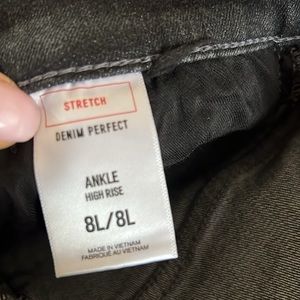 STRETCH
DENIM PERFECT
ANKLE
HIGH RISE
8L/8L
MADE IN VIETNAM
FABRIQUÉ AU VIETNAM